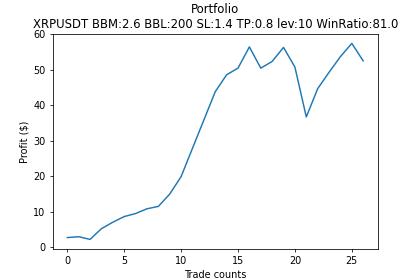 Portfolio
XRPUSDT BBM:2.6 BBL:200 SL:1.4 TP:0.8 lev:10 WinRatio:81.0
60
50
40
30
20
10
0
Profit ($)
0 5 10 15 20 25
Trade counts